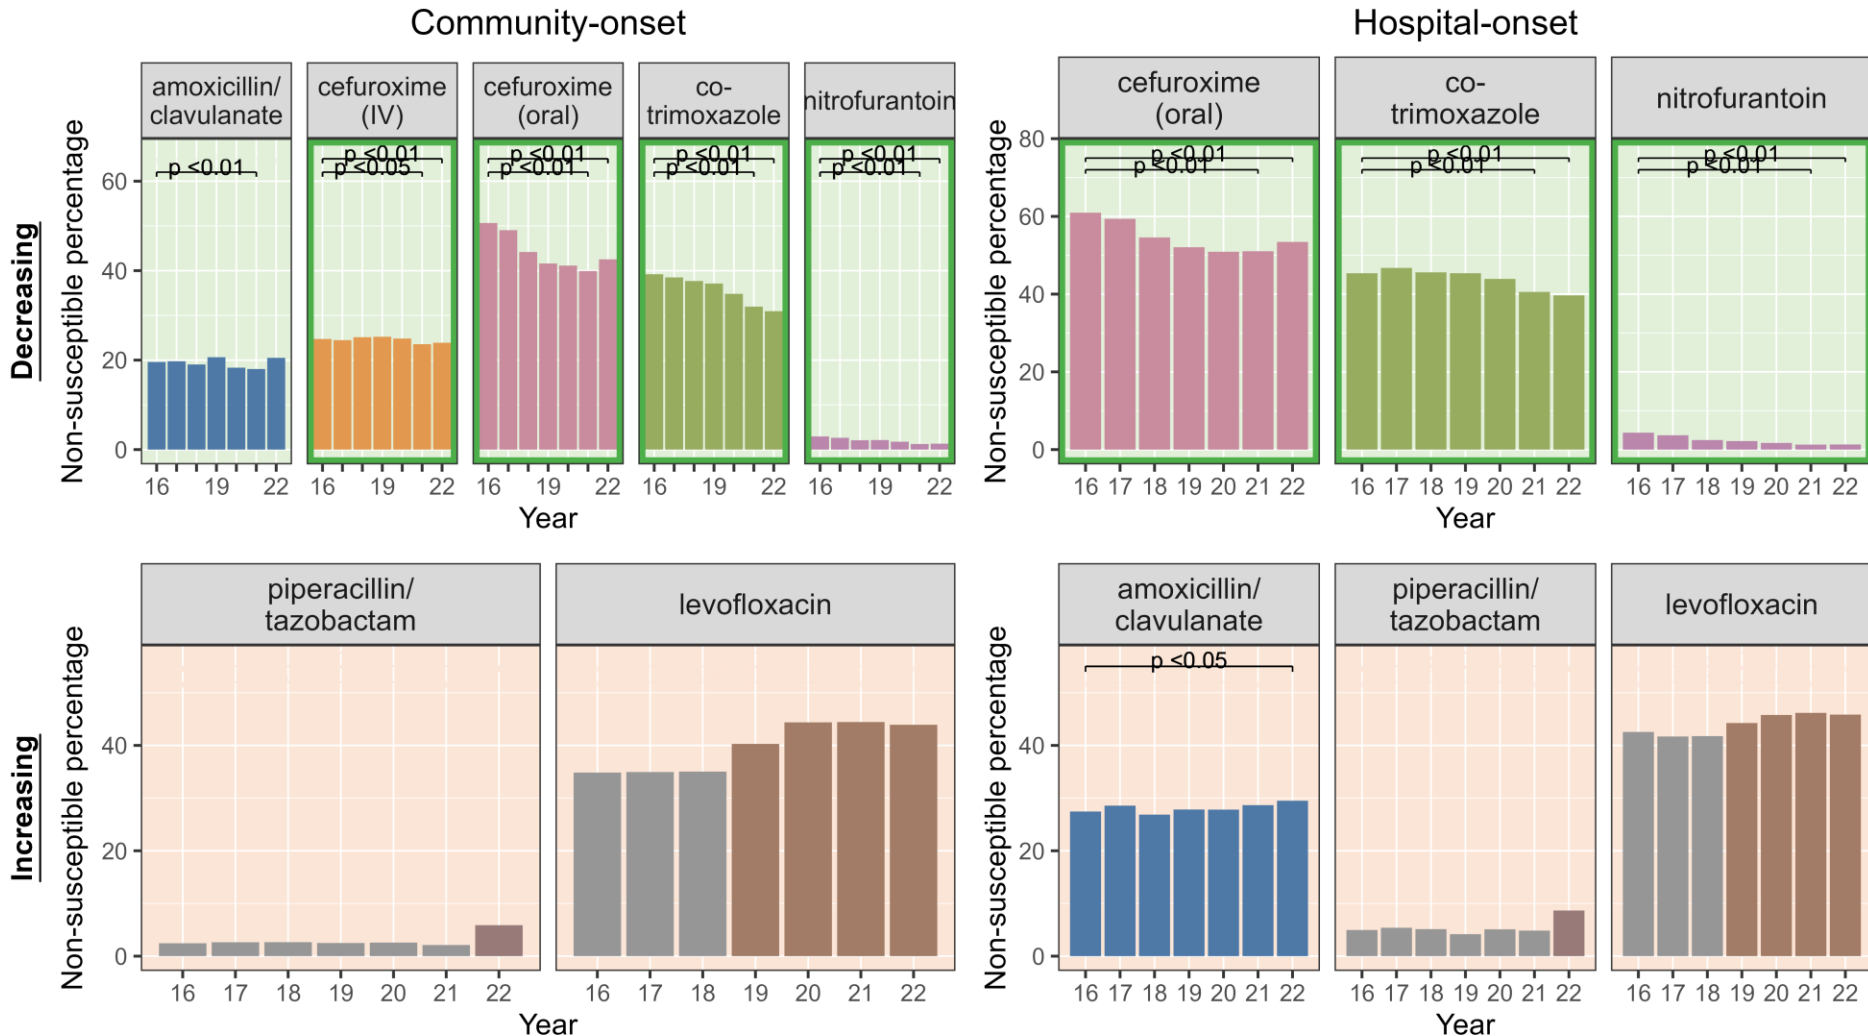 Community-onset
Hospital-onset
amoxicillin/
clavulanate
cefuroxime
(IV)
cefuroxime
(oral)
co-
trimoxazole
nitrofurantoin
cefuroxime
(oral)
co-
trimoxazole
nitrofurantoin
Decreasing
Non-susceptible percentage
60
40
20
0
p <0.01
p <0.01
p <0.05
p <0.01
p <0.01
p <0.01
p <0.01
p <0.01
p <0.01
16 19 22
16 19 22
16 19 22
16 19 22
16 19 22
Year
Non-susceptible percentage
80
60
40
20
0
p <0.01
p <0.01
p <0.01
p <0.01
p <0.01
p <0.01
16 17 18 19 20 21 22
16 17 18 19 20 21 22
16 17 18 19 20 21 22
Year
piperacillin/
tazobactam
levofloxacin
amoxicillin/
clavulanate
piperacillin/
tazobactam
levofloxacin
Increasing
Non-susceptible percentage
40
20
0
16 17 18 19 20 21 22
16 17 18 19 20 21 22
Year
Non-susceptible percentage
40
20
0
p <0.05
16 17 18 19 20 21 22
16 17 18 19 20 21 22
16 17 18 19 20 21 22
Year